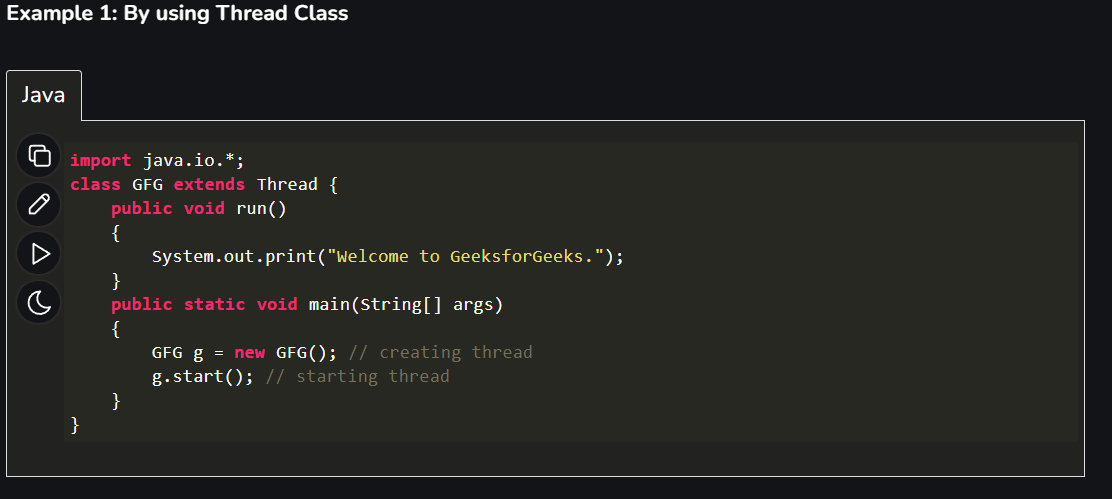 Example 1: By using Thread Class
Java
import java.io.*;
class GFG extends Thread {
    public void run()
    {
        System.out.print("Welcome to GeeksforGeeks.");
    }
    public static void main(String[] args)
    {
        GFG g = new GFG(); // creating thread
        g.start(); // starting thread
    }
}